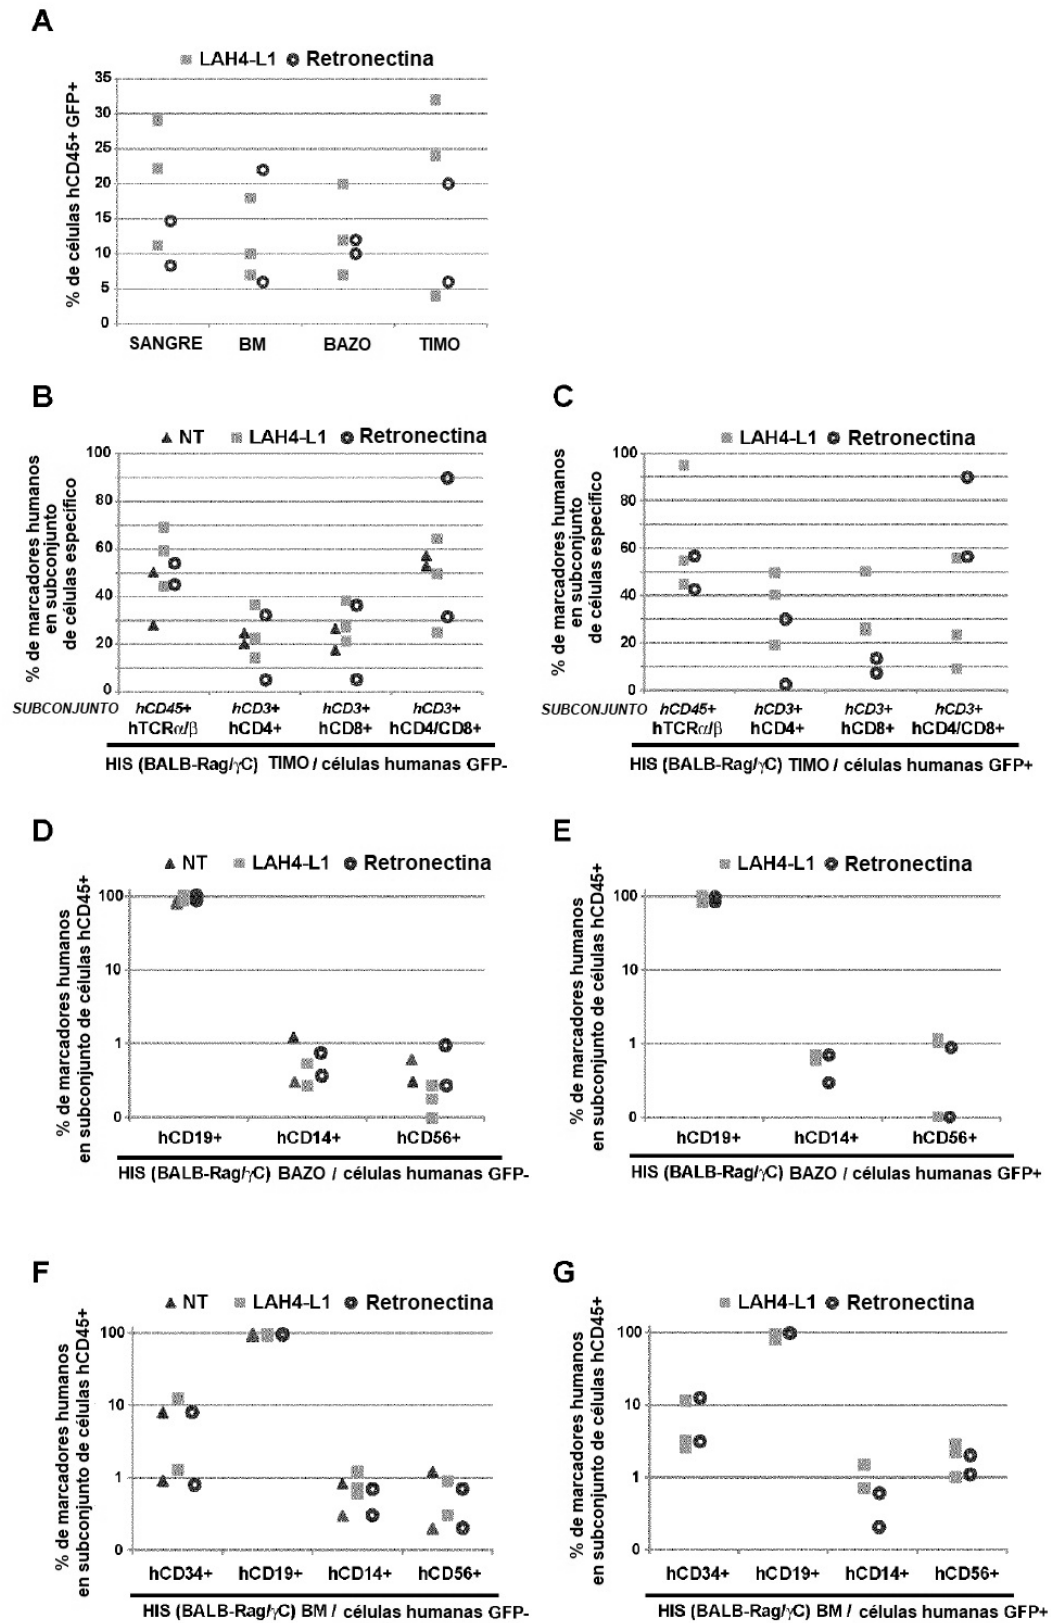 A
LAH4-L1 Retronectina
% de células hCD45+ GFP+
35
30
25
20
15
10
5
0
SANGRE BM BAZO TIMO
B
NT LAH4-L1 Retronectina
% de marcadores humanos
en subconjunto
de células específico
100
80
60
40
20
0
SUBCONJUNTO hCD45+ hCD3+ hCD3+ hCD3+
hTCRα/β hCD4+ hCD8+ hCD4/CD8+
HIS (BALB-Rag/γC) TIMO / células humanas GFP-
C
LAH4-L1 Retronectina
% de marcadores humanos
en subconjunto
de células específico
100
80
60
40
20
0
SUBCONJUNTO hCD45+ hCD3+ hCD3+ hCD3+
hTCRα/β hCD4+ hCD8+ hCD4/CD8+
HIS (BALB-Rag/γC) TIMO / células humanas GFP+
D
NT LAH4-L1 Retronectina
% de marcadores humanos
en subconjunto de células hCD45+
100
10
1
0
hCD19+ hCD14+ hCD56+
HIS (BALB-Rag/γC) BAZO / células humanas GFP-
E
LAH4-L1 Retronectina
% de marcadores humanos
en subconjunto de células hCD45+
100
10
1
0
hCD19+ hCD14+ hCD56+
HIS (BALB-Rag/γC) BAZO / células humanas GFP+
F
NT LAH4-L1 Retronectina
% de marcadores humanos
en subconjunto de células hCD45+
100
10
1
0
hCD34+ hCD19+ hCD14+ hCD56+
HIS (BALB-Rag/γC) BM / células humanas GFP-
G
LAH4-L1 Retronectina
% de marcadores humanos
en subconjunto de células hCD45+
100
10
1
0
hCD34+ hCD19+ hCD14+ hCD56+
HIS (BALB-Rag/γC) BM / células humanas GFP+